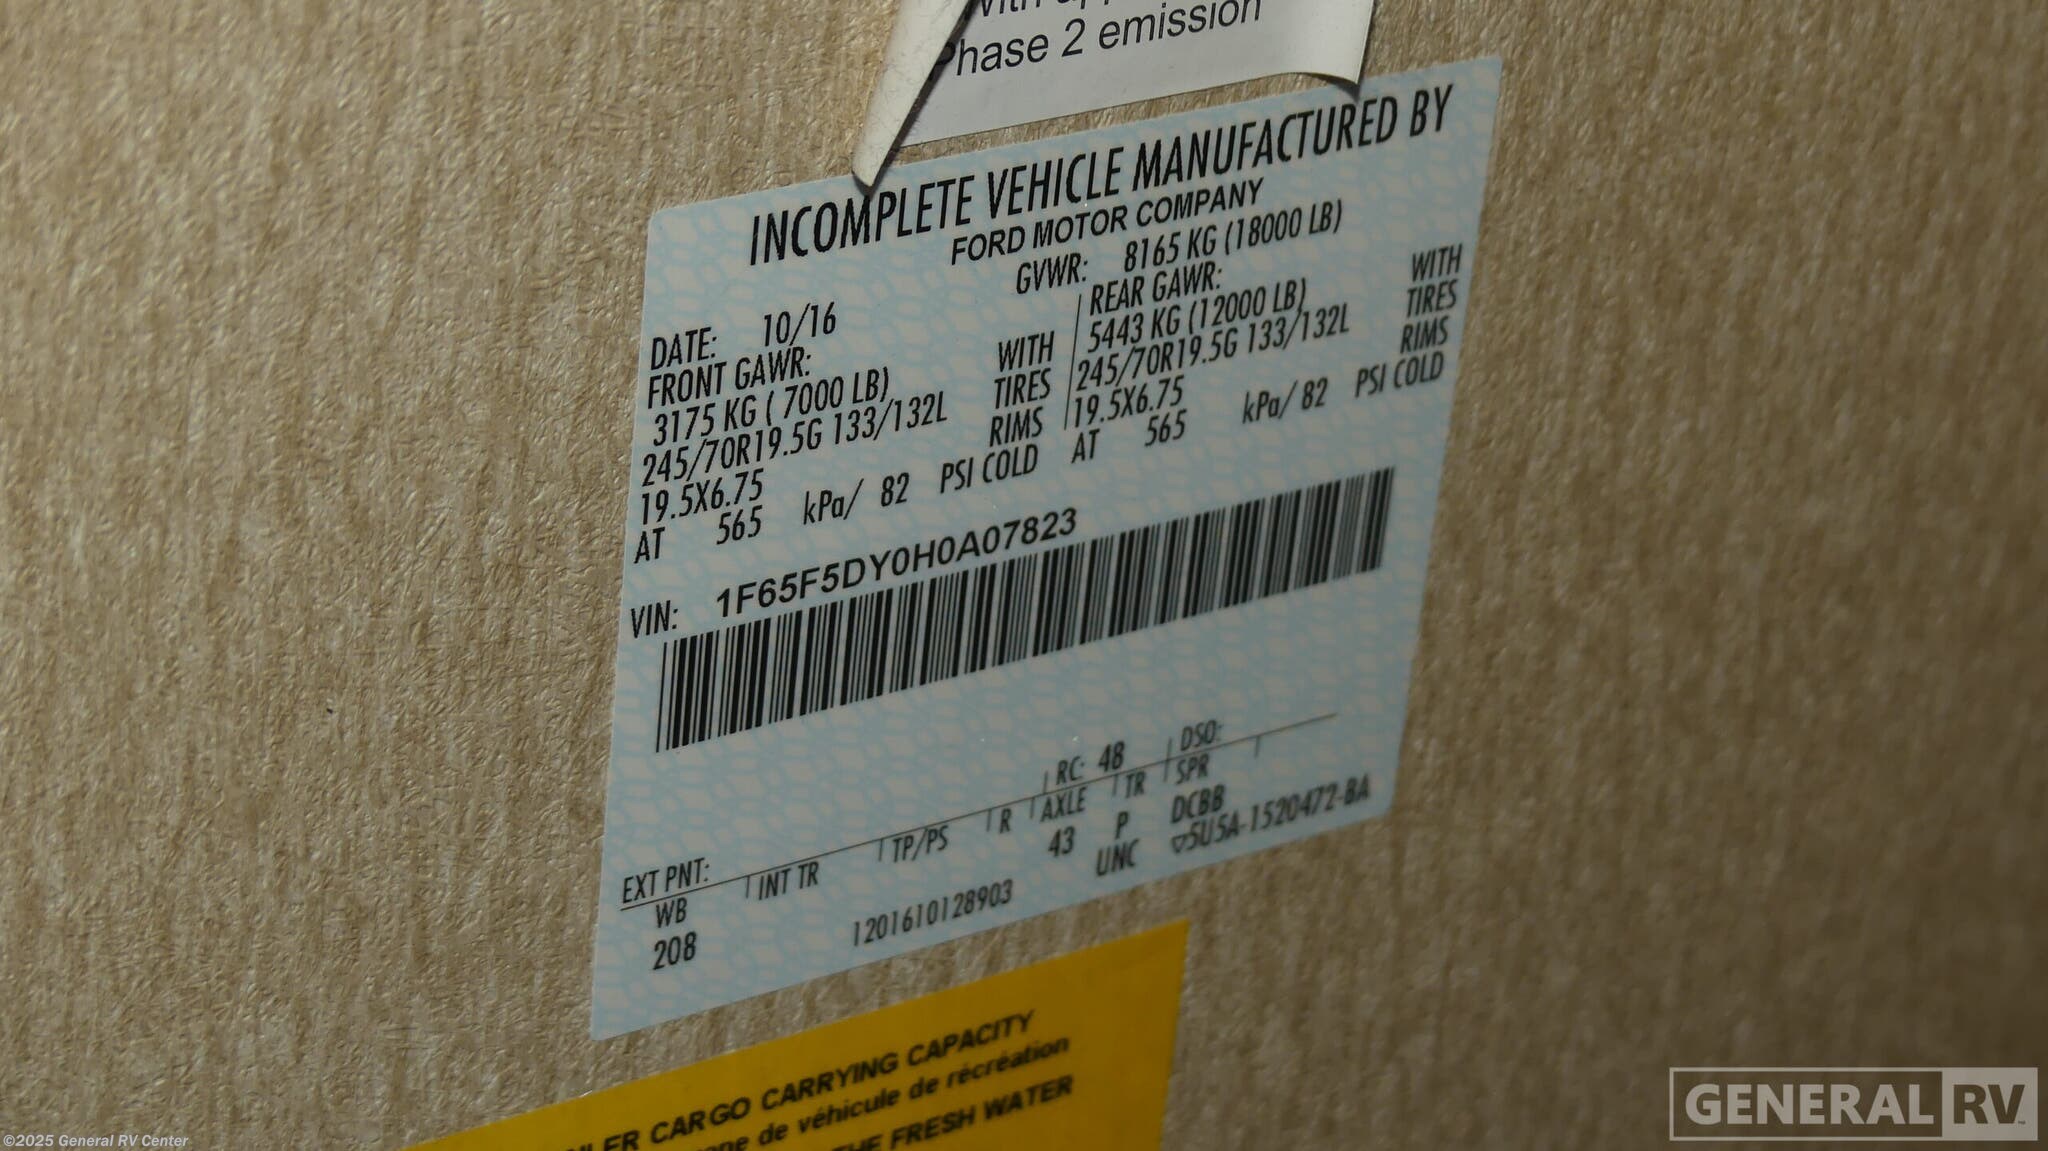 Phase 2 emission
INCOMPLETE VEHICLE MANUFACTURED BY
FORD MOTOR COMPANY
GVWR: 8165 KG (18000 LB)
DATE: 10/16
FRONT GAWR:
3175 KG ( 7000 LB) WITH
245/70R19.5G 133/132L TIRES
19.5X6.75 RIMS
AT 565 kPa/ 82 PSI COLD
REAR GAWR:
5443 KG (12000 LB) WITH
245/70R19.5G 133/132L TIRES
19.5X6.75 RIMS
AT 565 kPa/ 82 PSI COLD
VIN: 1F65F5DY0H0A07823
EXT PNT: RC: 48 DSO:
WB INT TR TP/PS R AXLE TR SPR
208 43 P DCBB
1201610128903 UNC ▽5U5A-1520472-BA
CARGO CARRYING CAPACITY
de véhicule de récréation
FRESH WATER
GENERAL RV
©2025 General RV Center